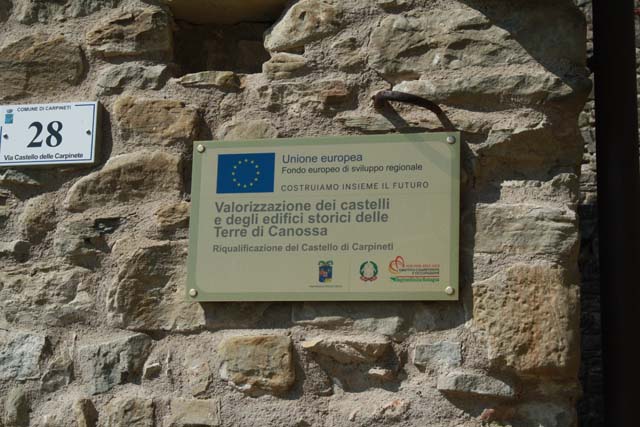 COMUNE DI CARPINETI
28
Via Castello delle Carpinete
Unione europea
Fondo europeo di sviluppo regionale
COSTRUIAMO INSIEME IL FUTURO
Valorizzazione dei castelli
e degli edifici storici delle
Terre di Canossa
Riqualificazione del Castello di Carpineti